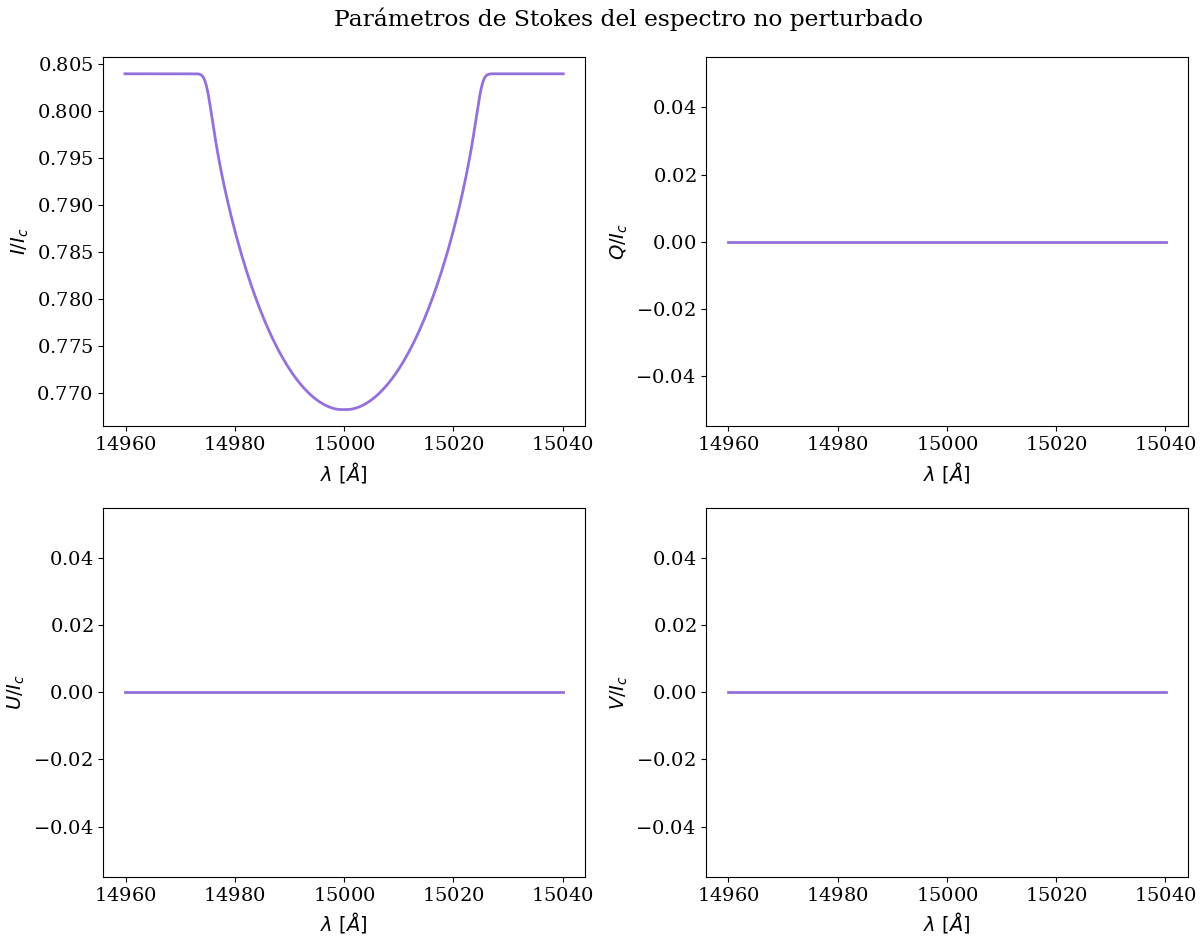 Parámetros de Stokes del espectro no perturbado
0.805
0.800
0.795
0.790
0.785
0.780
0.775
0.770
I/I_c
14960 14980 15000 15020 15040
λ [Å]
0.04
0.02
0.00
−0.02
−0.04
Q/I_c
14960 14980 15000 15020 15040
λ [Å]
0.04
0.02
0.00
−0.02
−0.04
U/I_c
14960 14980 15000 15020 15040
λ [Å]
0.04
0.02
0.00
−0.02
−0.04
V/I_c
14960 14980 15000 15020 15040
λ [Å]